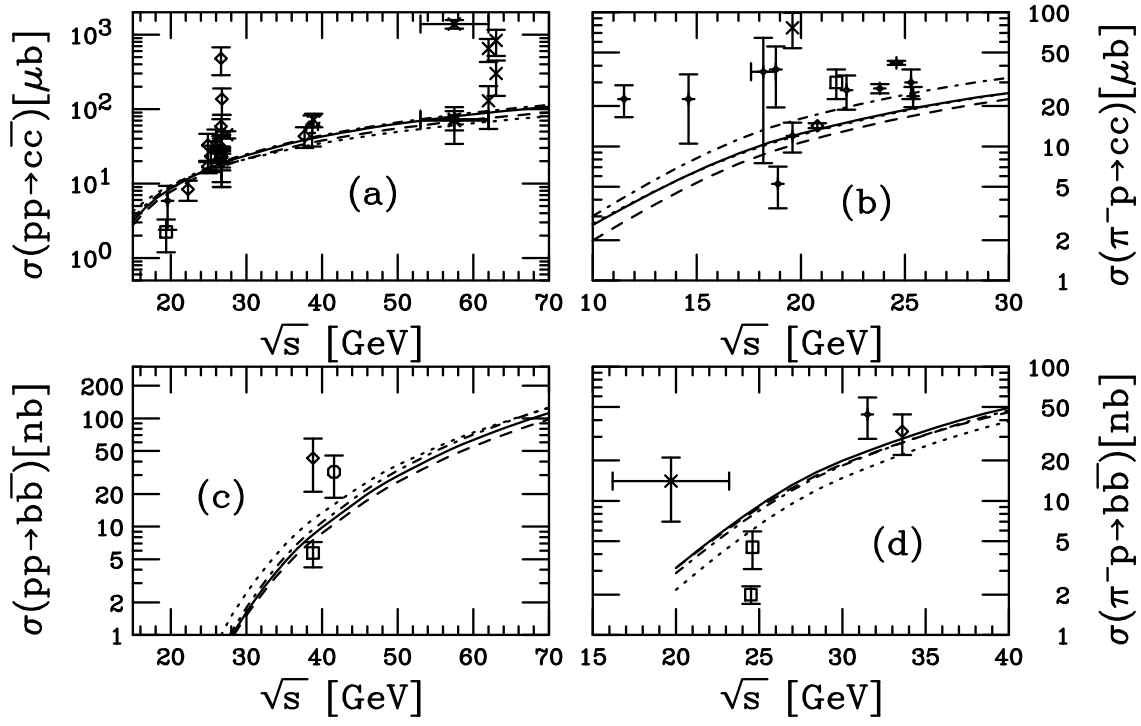 σ(pp→cc̅)[μb]
10³
10²
10¹
10⁰
(a)
20 30 40 50 60 70
√s [GeV]
100
50
20
10
5
2
1
(b)
10 15 20 25 30
√s [GeV]
σ(π⁻p→cc)[μb]
σ(pp→bb̅)[nb]
200
100
50
20
10
5
2
1
(c)
20 30 40 50 60 70
√s [GeV]
100
50
20
10
5
2
1
(d)
15 20 25 30 35 40
√s [GeV]
σ(π⁻p→bb̅)[nb]